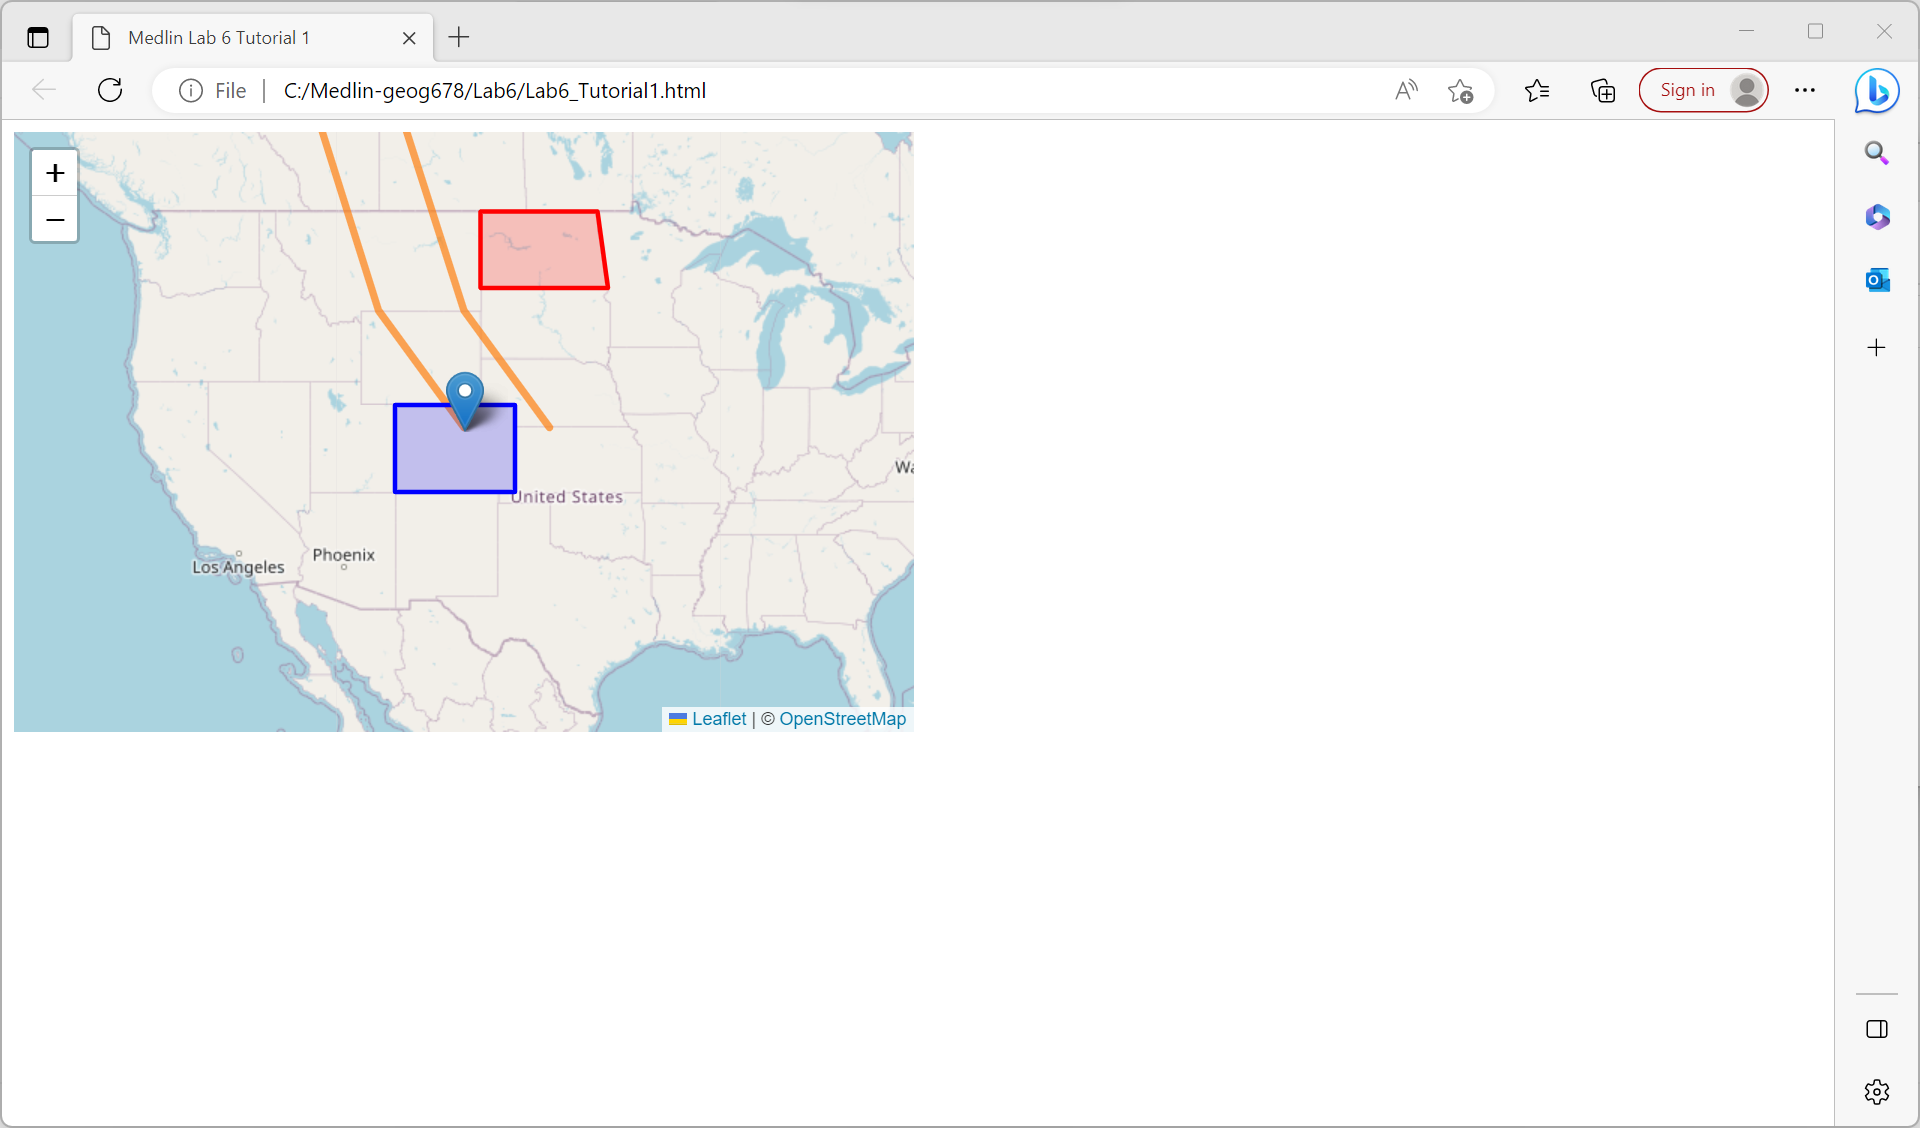 Medlin Lab 6 Tutorial 1
File
C:/Medlin-geog678/Lab6/Lab6_Tutorial1.html
Sign in
+
−
United States
Phoenix
Los Angeles
Wa
Leaflet | © OpenStreetMap